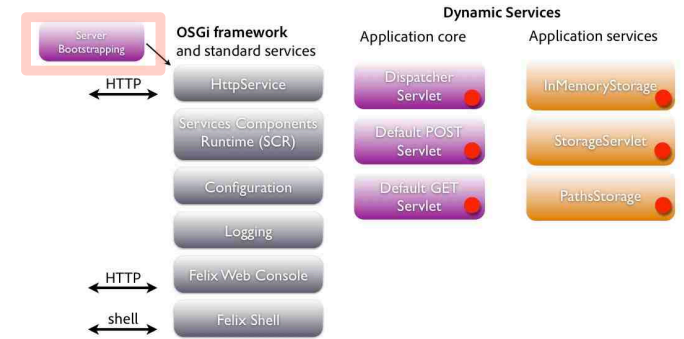 Dynamic Services
Server
Bootstrapping
OSGi framework
and standard services
Application core
Application services
HTTP
HttpService
Dispatcher
Servlet
InMemoryStorage
Services Components
Runtime (SCR)
Default POST
Servlet
StorageServlet
Configuration
Default GET
Servlet
PathsStorage
Logging
HTTP
Felix Web Console
shell
Felix Shell